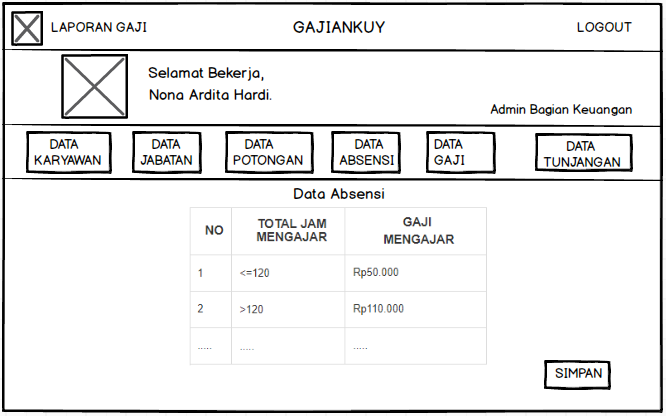 LAPORAN GAJI
GAJIANKUY
LOGOUT
Selamat Bekerja,
Nona Ardita Hardi.
Admin Bagian Keuangan
DATA
KARYAWAN
DATA
JABATAN
DATA
POTONGAN
DATA
ABSENSI
DATA
GAJI
DATA
TUNJANGAN
Data Absensi
NO
TOTAL JAM
MENGAJAR
GAJI
MENGAJAR
1 <=120 Rp50.000
2 >120 Rp110.000
..... ..... .....
SIMPAN